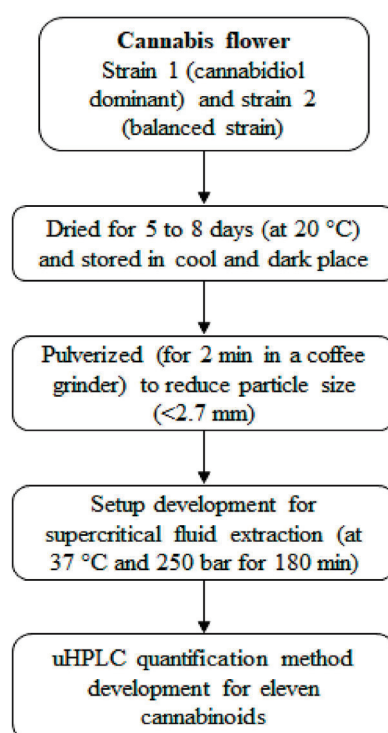 Cannabis flower
Strain 1 (cannabidiol
dominant) and strain 2
(balanced strain)
Dried for 5 to 8 days (at 20 °C)
and stored in cool and dark place
Pulverized (for 2 min in a coffee
grinder) to reduce particle size
(<2.7 mm)
Setup development for
supercritical fluid extraction (at
37 °C and 250 bar for 180 min)
uHPLC quantification method
development for eleven
cannabinoids